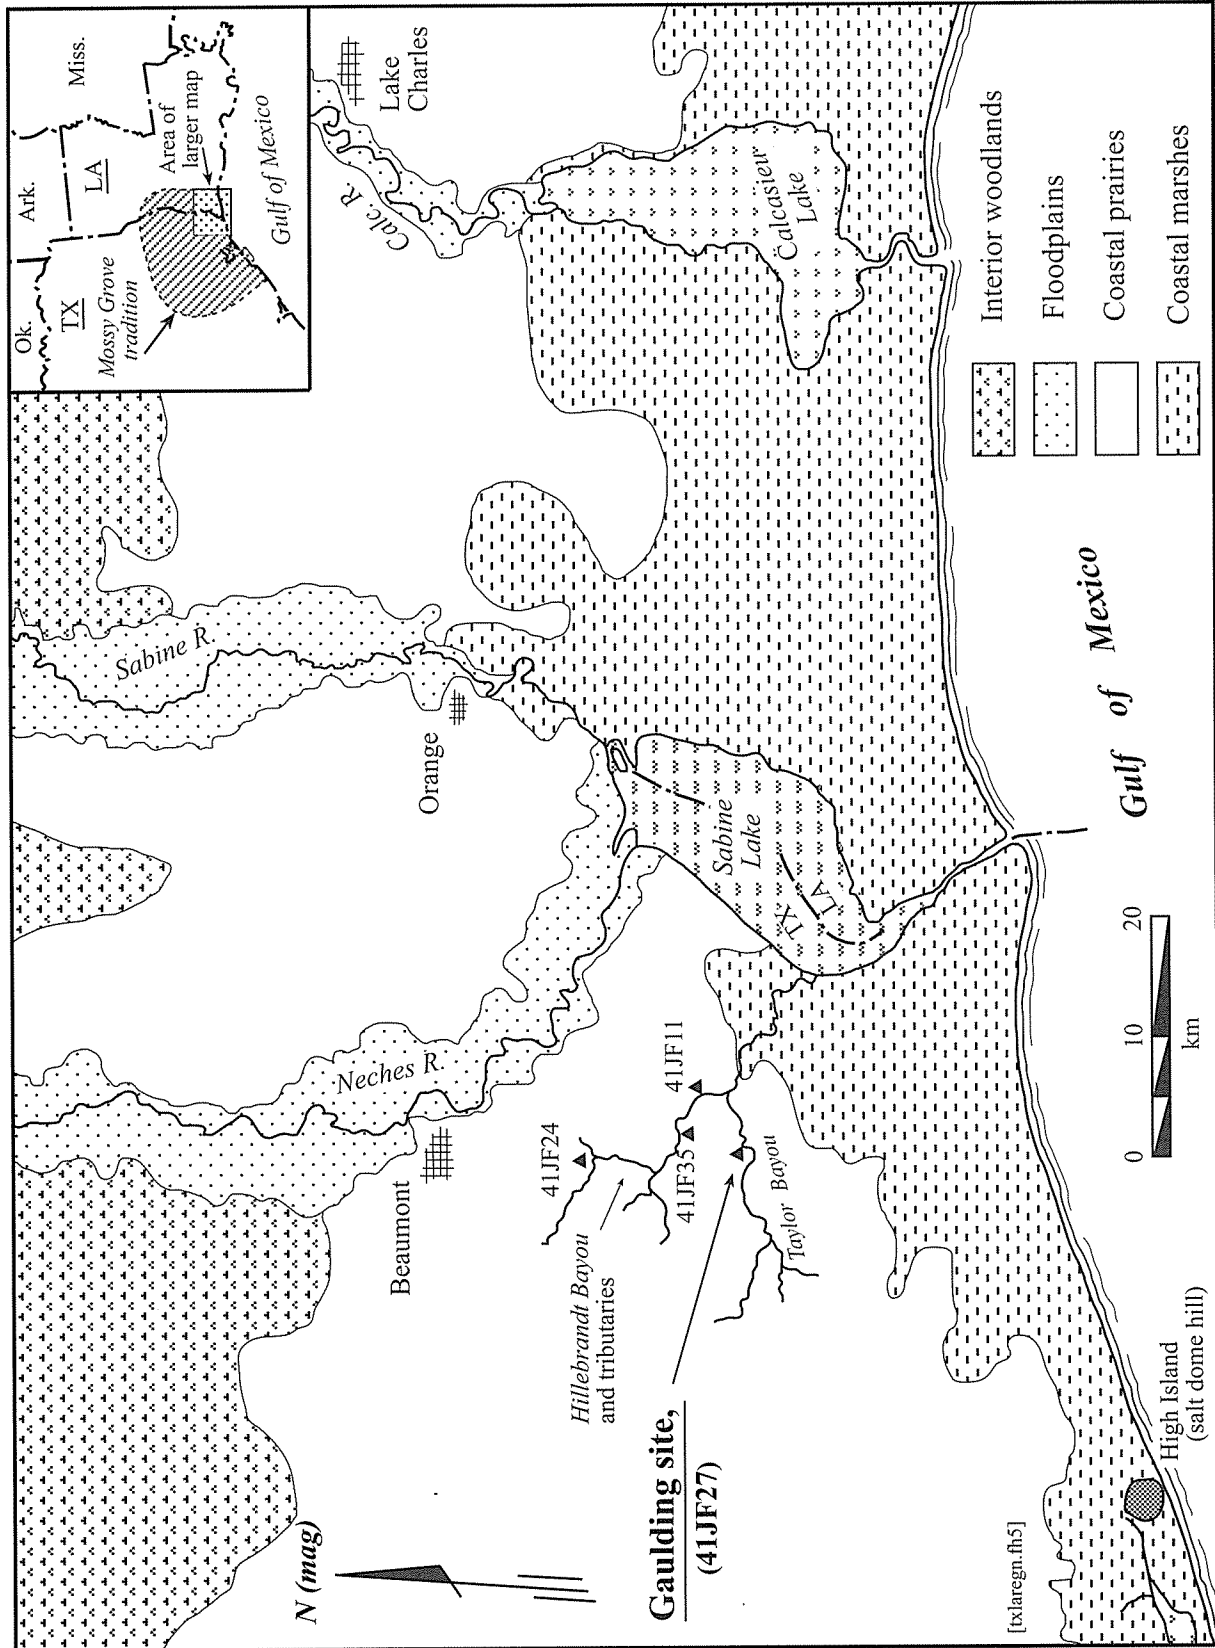 Ok.
Ark.
Miss.
TX
LA
Mossy Grove
tradition
Area of
larger map
Gulf of Mexico
Lake
Charles
Calc. R.
Calcasieu
Lake
Sabine R.
Orange
Neches R.
Beaumont
Sabine
Lake
TX
LA
41JF24
41JF11
41JF35
Hillebrandt Bayou
and tributaries
Taylor Bayou
Gaulding site,
(41JF27)
N (mag)
[txlaregn.fh5]
High Island
(salt dome hill)
0 10 20
km
Gulf of Mexico
Interior woodlands
Floodplains
Coastal prairies
Coastal marshes